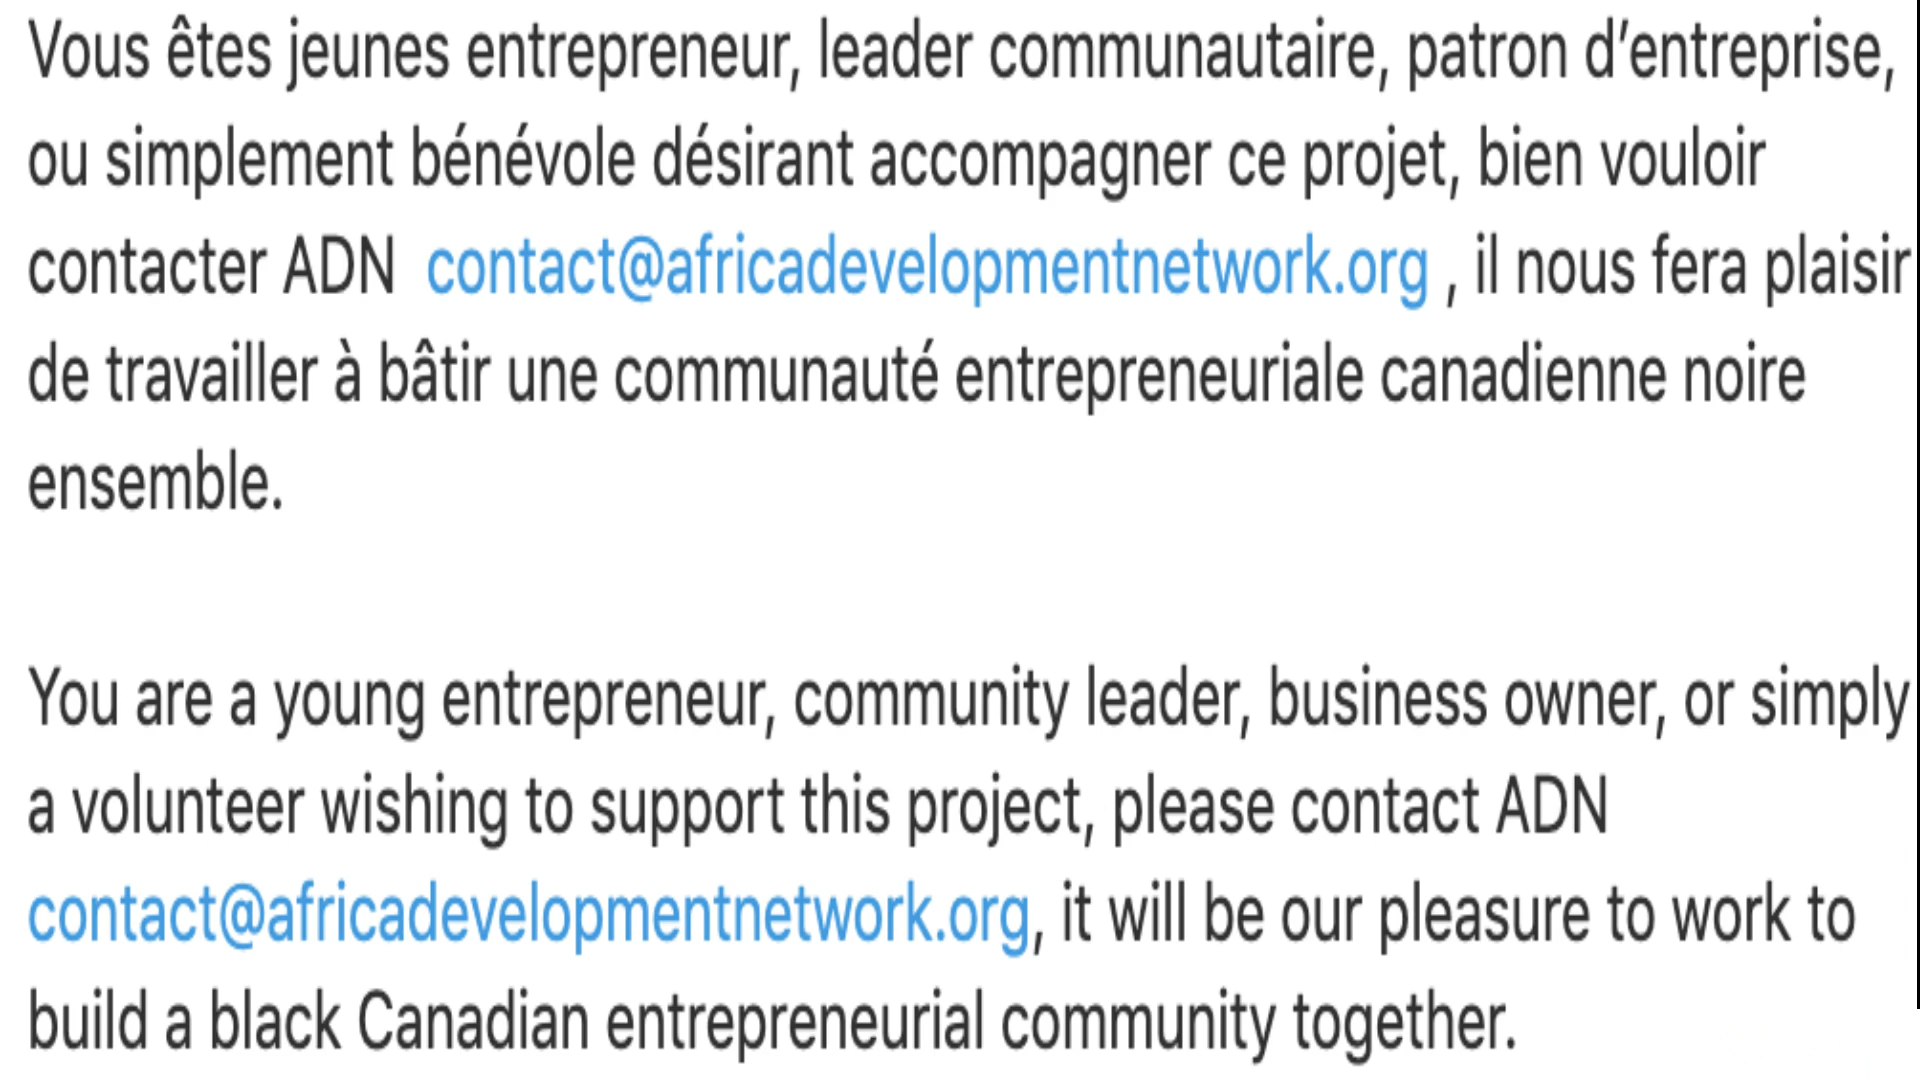 Vous êtes jeunes entrepreneur, leader communautaire, patron d’entreprise,
ou simplement bénévole désirant accompagner ce projet, bien vouloir
contacter ADN  contact@africadevelopmentnetwork.org , il nous fera plaisir
de travailler à bâtir une communauté entrepreneuriale canadienne noire
ensemble.
You are a young entrepreneur, community leader, business owner, or simply
a volunteer wishing to support this project, please contact ADN
contact@africadevelopmentnetwork.org, it will be our pleasure to work to
build a black Canadian entrepreneurial community together.